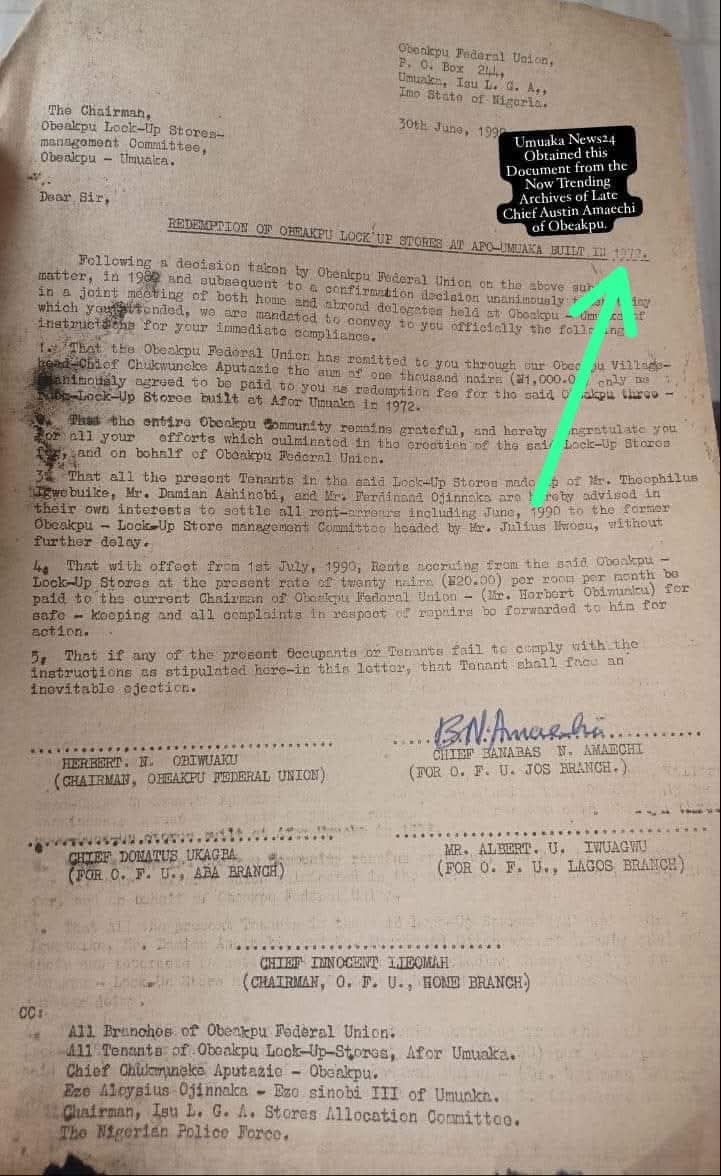 Obeakpu Federal Union,
P. O. Box 244,
Umuaka, Isu L. G. A.,
Imo State of Nigeria.
30th June, 1990
The Chairman,
Obeakpu Lock-Up Stores-
management Committee,
Obeakpu - Umuaka.
Dear Sir,
Umuaka News24
Obtained this
Document from the
Now Trending
Archives of Late
Chief Austin Amaechi
of Obeakpu.
REDEMPTION OF OBEAKPU LOCK UP STORES AT AFO-UMUAKA BUILT IN 1972.
Following a decision taken by Obeakpu Federal Union on the above
matter, in and subsequent to a confirmation decision unanimously
in a joint meeting of both home and abroad delegates held at Obeakpu -
which you attended, we are mandated to convey to you officially the
instructions for your immediate compliance.
1. That the Obeakpu Federal Union has remitted to you through our Village-
head-Chief Chukwuneke Aputazie the sum of one thousand naira only as
unanimously agreed to be paid to you as redemption fee for the said three -
Lock-Up Stores built at Afor Umuaka in 1972.
That the entire Obeakpu Community remains grateful, and hereby congratulate you
for all your efforts which culminated in the erection of the said Lock-Up Stores
for, and on behalf of Obeakpu Federal Union.
3. That all the present Tenants in the said Lock-Up Stores made of Mr. Theophilus
Igwebuike, Mr. Damian Ashinobi, and Mr. Ferdinand Ojinnaka are hereby advised in
their own interests to settle all rent-arrears including June, 1990 to the former
Obeakpu - Lock-Up Store management Committee headed by Mr. Julius Nwosu, without
further delay.
4. That with effect from 1st July, 1990, Rents accruing from the said Obeakpu -
Lock-Up Stores at the present rate of twenty naira (₦20.00) per room per month be
paid to the current Chairman of Obeakpu Federal Union - (Mr. Herbert Obiwuaku) for
safe - keeping and all complaints in respect of repairs be forwarded to him for
action.
5. That if any of the present Occupants or Tenants fail to comply with the
instructions as stipulated here-in this letter, that Tenant shall face an
inevitable ejection.
B.N. Amaechi
HERBERT. N. OBIWUAKU
(CHAIRMAN, OBEAKPU FEDERAL UNION)
CHIEF BANABAS N. AMAECHI
(FOR O. F. U. JOS BRANCH.)
CHIEF DONATUS UKAGBA
(FOR O. F. U., ABA BRANCH)
MR. ALBERT. U. IWUAGWU
(FOR O. F. U., LAGOS BRANCH)
CHIEF INNOCENT
(CHAIRMAN, O. F. U., HOME BRANCH)
CC:
All Branches of Obeakpu Federal Union.
All Tenants of Obeakpu Lock-Up-Stores, Afor Umuaka.
Chief Chukwuneke Aputazie - Obeakpu.
Eze Aloysius Ojinnaka - Eze sinobi III of Umuaka.
Chairman, Isu L. G. A. Stores Allocation Committee.
The Nigerian Police Force.